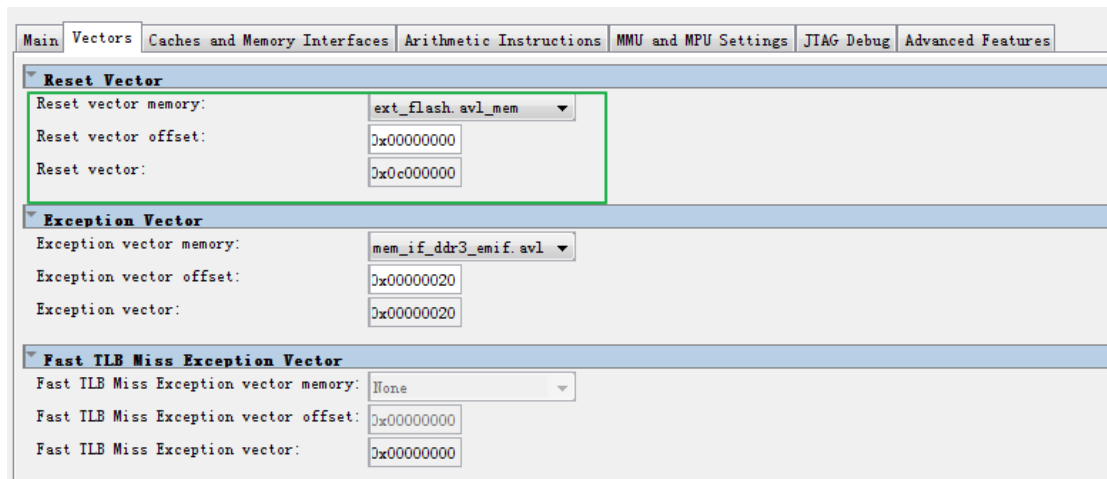 Main Vectors Caches and Memory Interfaces Arithmetic Instructions MMU and MPU Settings JTAG Debug Advanced Features
Reset Vector
Reset vector memory: ext_flash.avl_mem
Reset vector offset: 0x00000000
Reset vector: 0x0c000000
Exception Vector
Exception vector memory: mem_if_ddr3_emif.avl
Exception vector offset: 0x00000020
Exception vector: 0x00000020
Fast TLB Miss Exception Vector
Fast TLB Miss Exception vector memory: None
Fast TLB Miss Exception vector offset: 0x00000000
Fast TLB Miss Exception vector: 0x00000000